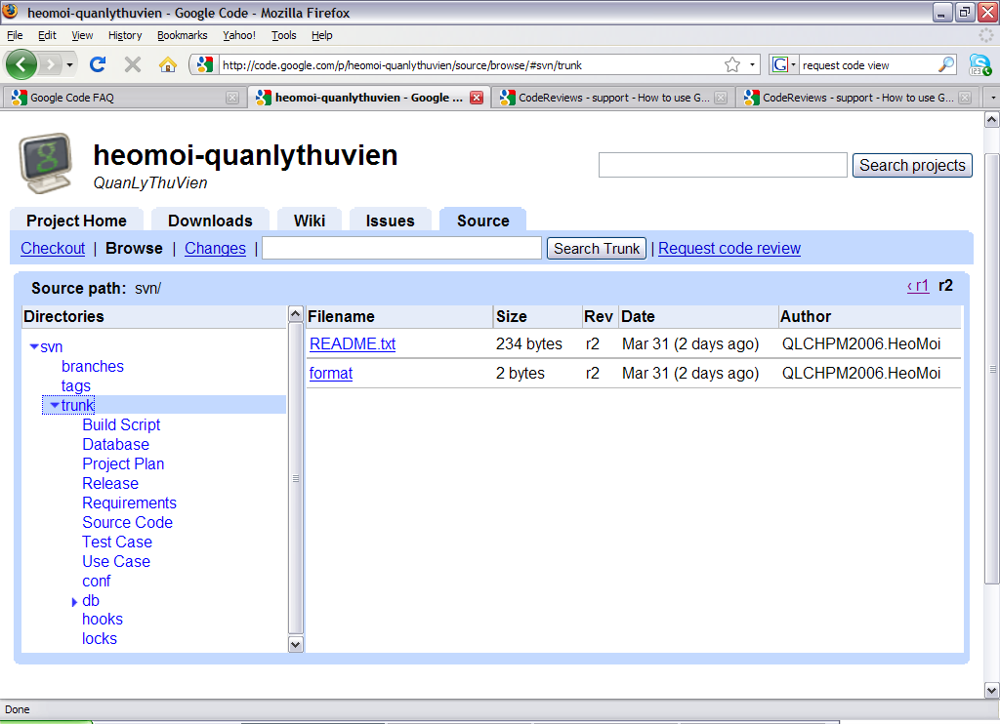 heomoi-quanlythuvien - Google Code - Mozilla Firefox
File Edit View History Bookmarks Yahoo! Tools Help
http://code.google.com/p/heomoi-quanlythuvien/source/browse/#svn/trunk G request code view
Google Code FAQ heomoi-quanlythuvien - Google ... CodeReviews - support - How to use G... CodeReviews - support - How to use G...
heomoi-quanlythuvien
QuanLyThuVien
Search projects
Project Home Downloads Wiki Issues Source
Checkout | Browse | Changes | Search Trunk | Request code review
Source path: svn/ ‹ r1 r2
Directories Filename Size Rev Date Author
README.txt 234 bytes r2 Mar 31 (2 days ago) QLCHPM2006.HeoMoi
format 2 bytes r2 Mar 31 (2 days ago) QLCHPM2006.HeoMoi
svn
branches
tags
trunk
Build Script
Database
Project Plan
Release
Requirements
Source Code
Test Case
Use Case
conf
db
hooks
locks
Done